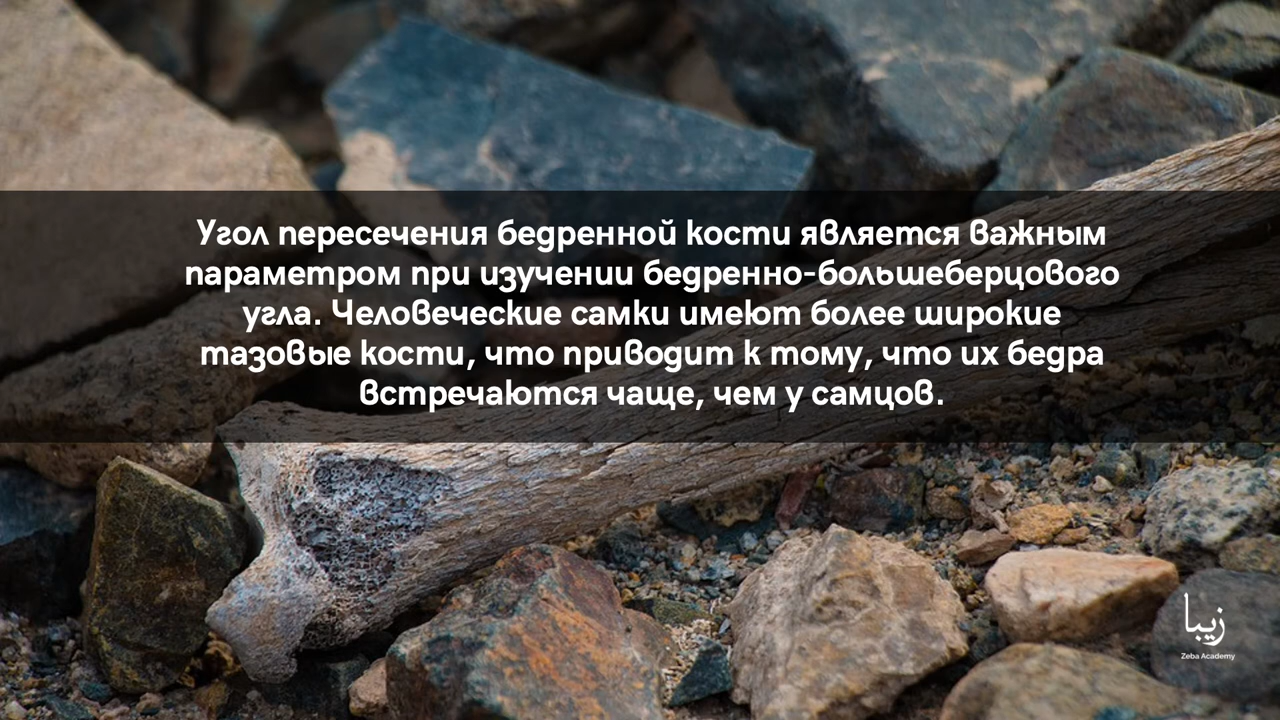 Угол пересечения бедренной кости является важным
параметром при изучении бедренно-большеберцового
угла. Человеческие самки имеют более широкие
тазовые кости, что приводит к тому, что их бедра
встречаются чаще, чем у самцов.
زيبا
Zeba Academy